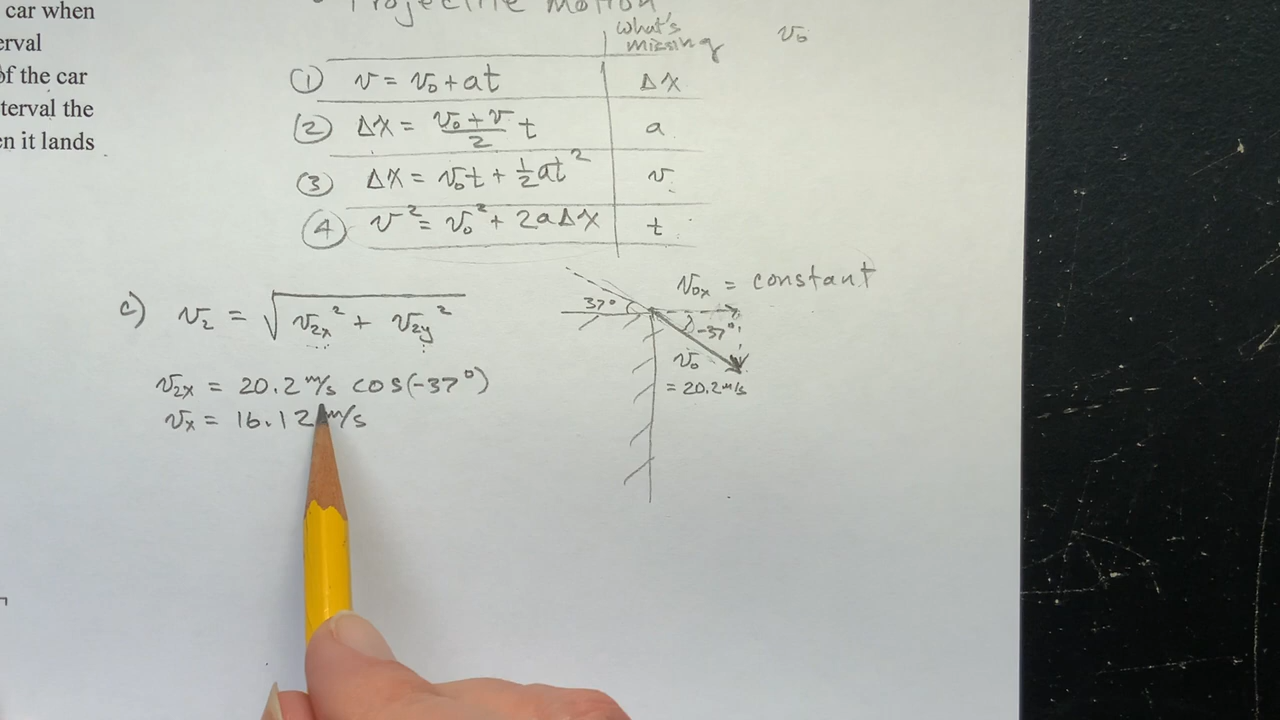 car when
erval
of the car
terval the
en it lands
Projectile Motion
what's missing
v₀
① v = v₀ + at Δx
② Δx = (v₀ + v)/2 t a
③ Δx = v₀t + ½at² v
④ v² = v₀² + 2aΔx t
c) v₂ = √(v₂ₓ² + v₂y²)
v₂ₓ = 20.2 m/s cos(-37°)
vₓ = 16.12 m/s
v₀ₓ = constant
37°
-37°
v₀
= 20.2 m/s